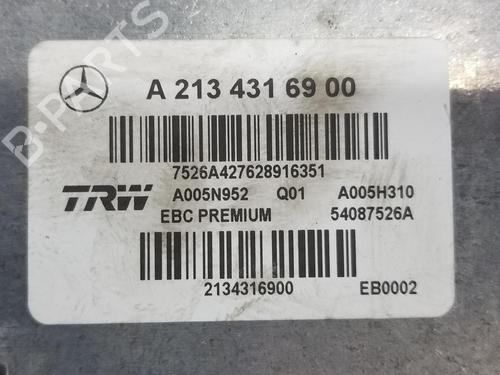 A 213 431 69 00
7526A427628916351
TRW A005N952 Q01 A005H310
EBC PREMIUM 54087526A
2134316900 EB0002
B-PARTS